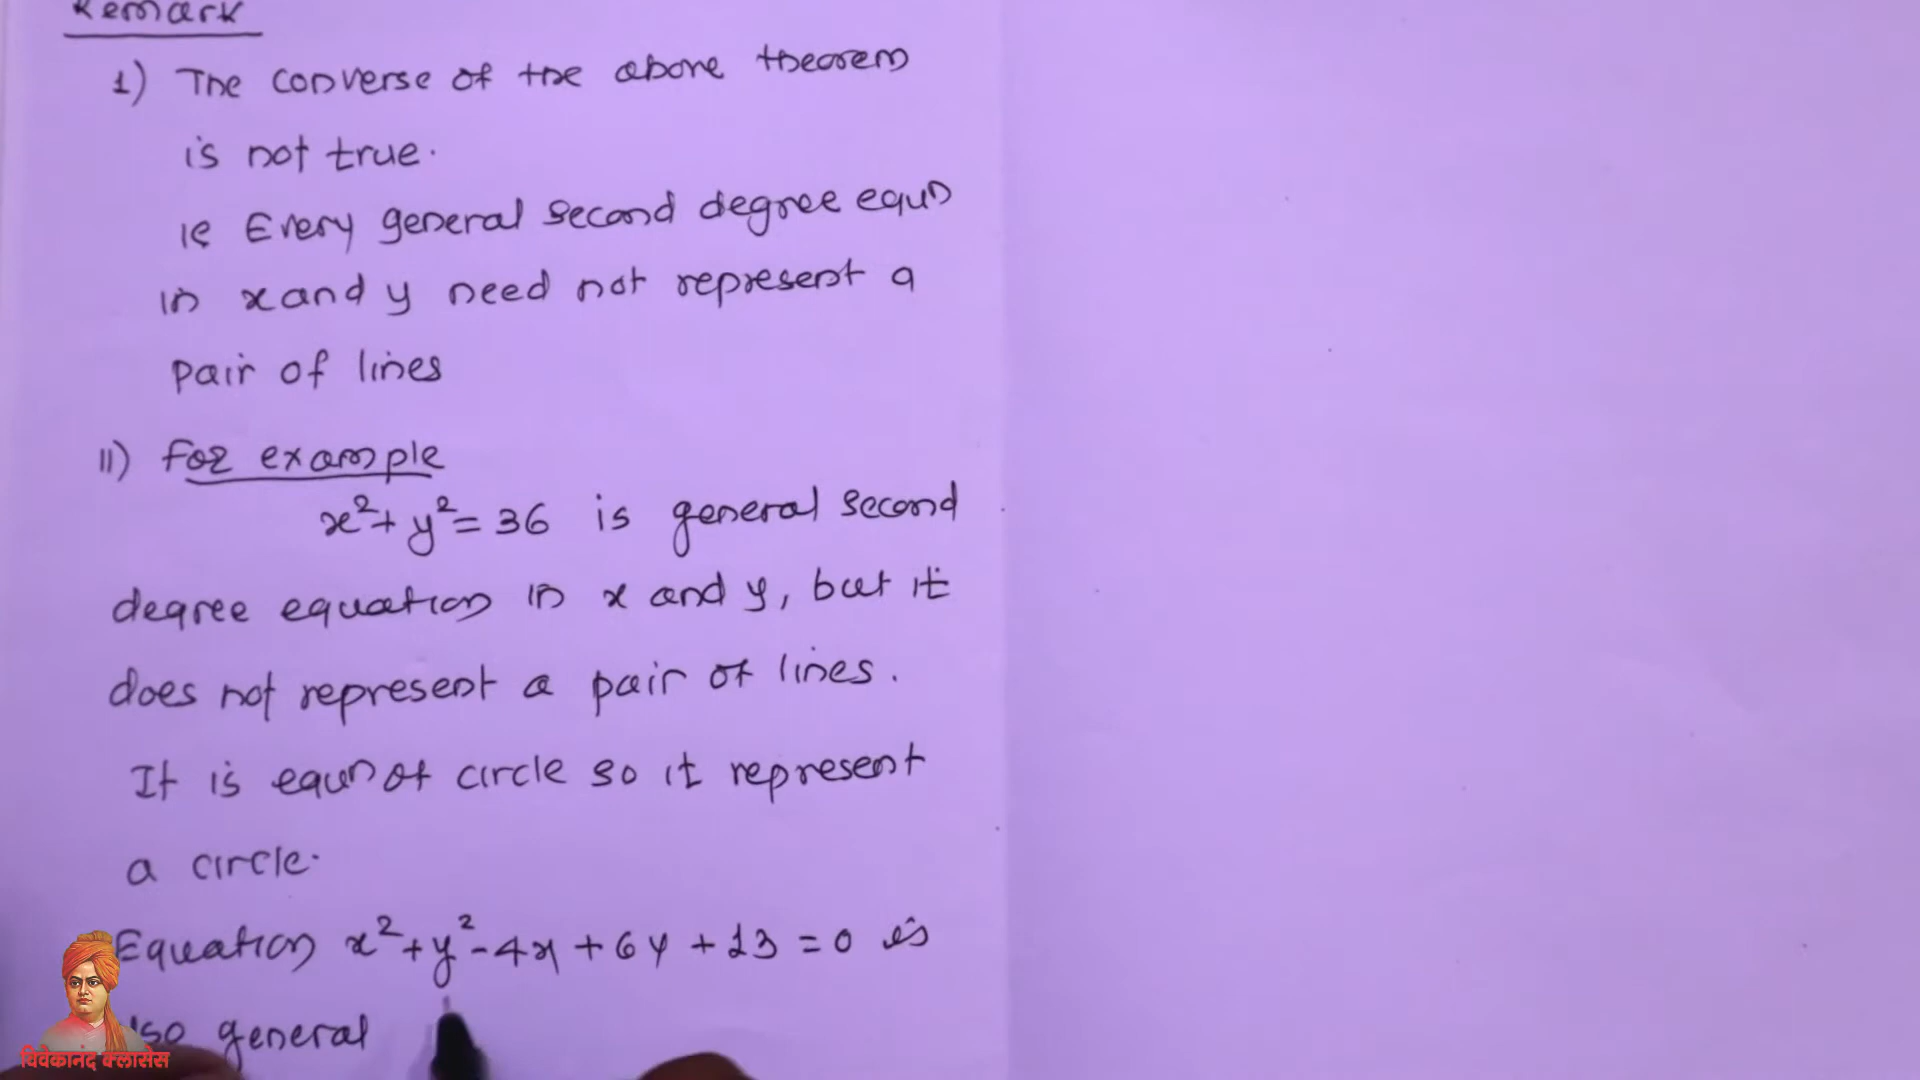 Remark
1) The converse of the above theorem
is not true.
ie Every general second degree equn
in x and y need not represent a
pair of lines
II) For example
x²+y²=36 is general second
degree equation in x and y, but it
does not represent a pair of lines.
It is equn of circle so it represent
a circle.
Equation x²+y²-4x+6y+13=0 is
lso general
विवेकानंद क्लासेस